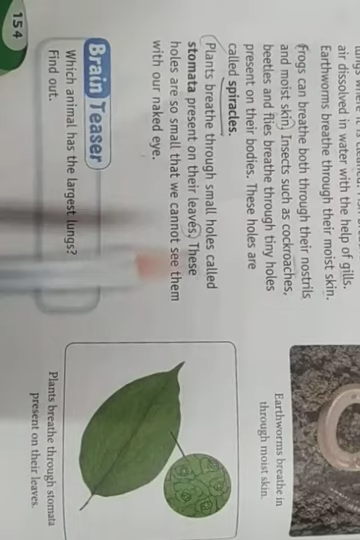 air dissolved in water with the help of gills.
Earthworms breathe through their moist skin.
Frogs can breathe both through their nostrils
and moist skin. Insects such as cockroaches,
beetles and flies breathe through tiny holes
present on their bodies. These holes are
called spiracles.
Plants breathe through small holes called
stomata present on their leaves. These
holes are so small that we cannot see them
with our naked eye.
Brain Teaser
Which animal has the largest lungs?
Find out.
154
Earthworms breathe in
through moist skin.
Plants breathe through stomata
present on their leaves.